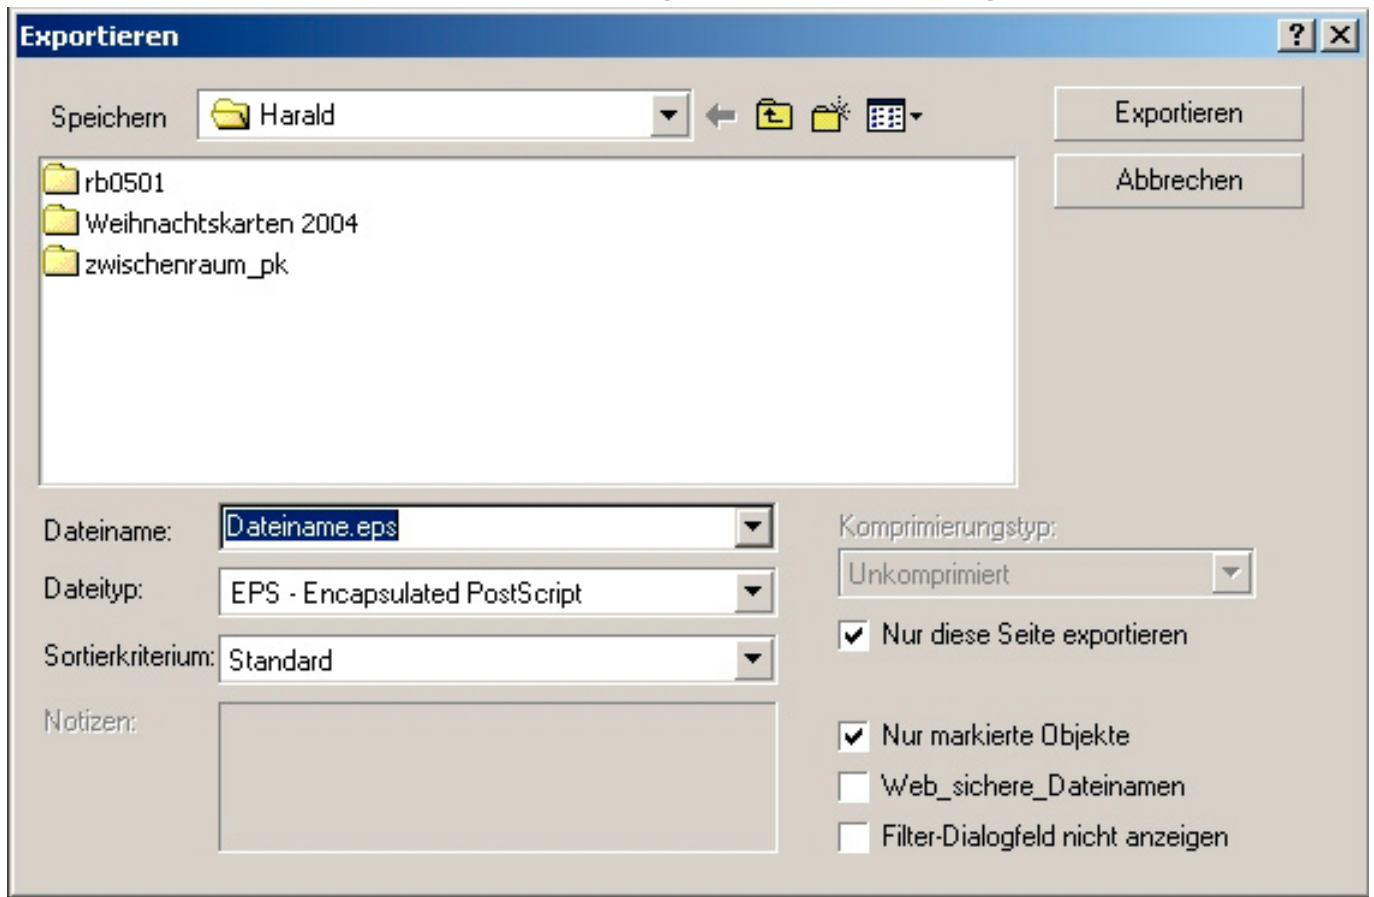 Exportieren
Speichern Harald
Exportieren
Abbrechen
rb0501
Weihnachtskarten 2004
zwischenraum_pk
Dateiname: Dateiname.eps
Dateityp: EPS - Encapsulated PostScript
Sortierkriterium: Standard
Notizen:
Komprimierungstyp:
Unkomprimiert
Nur diese Seite exportieren
Nur markierte Objekte
Web_sichere_Dateinamen
Filter-Dialogfeld nicht anzeigen